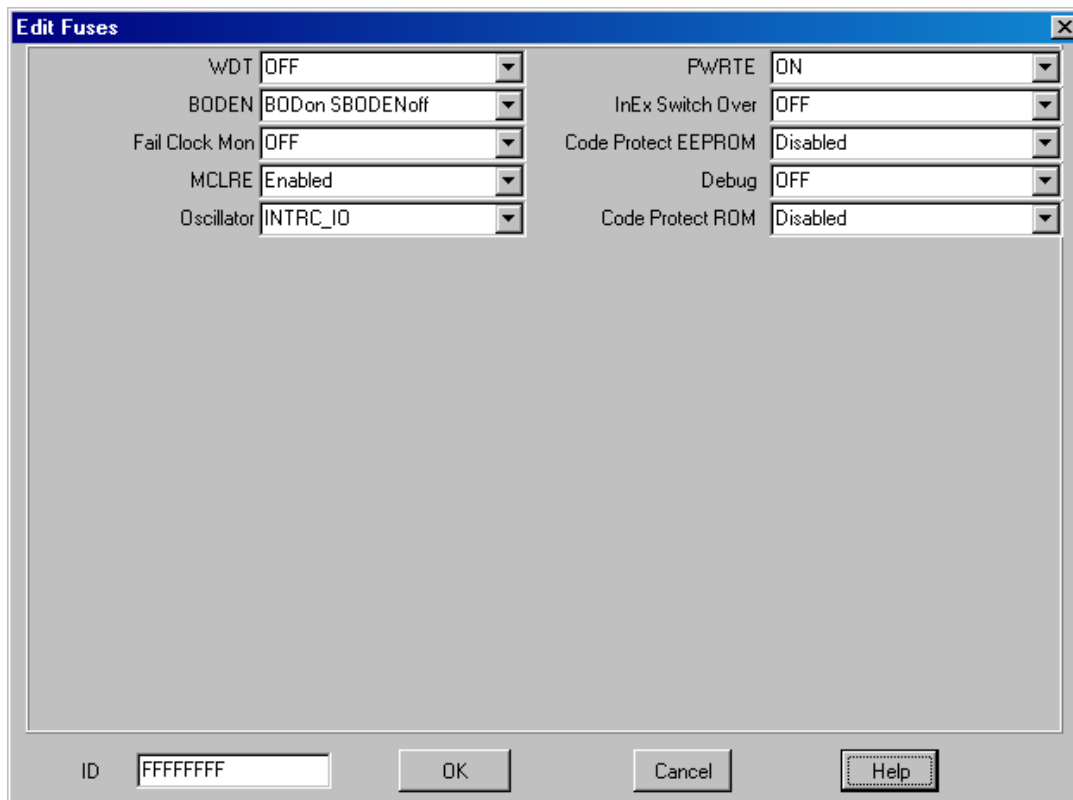 Edit Fuses
WDT OFF PWRTE ON
BODEN BODon SBODENoff InEx Switch Over OFF
Fail Clock Mon OFF Code Protect EEPROM Disabled
MCLRE Enabled Debug OFF
Oscillator INTRC_IO Code Protect ROM Disabled
ID FFFFFFFF OK Cancel Help